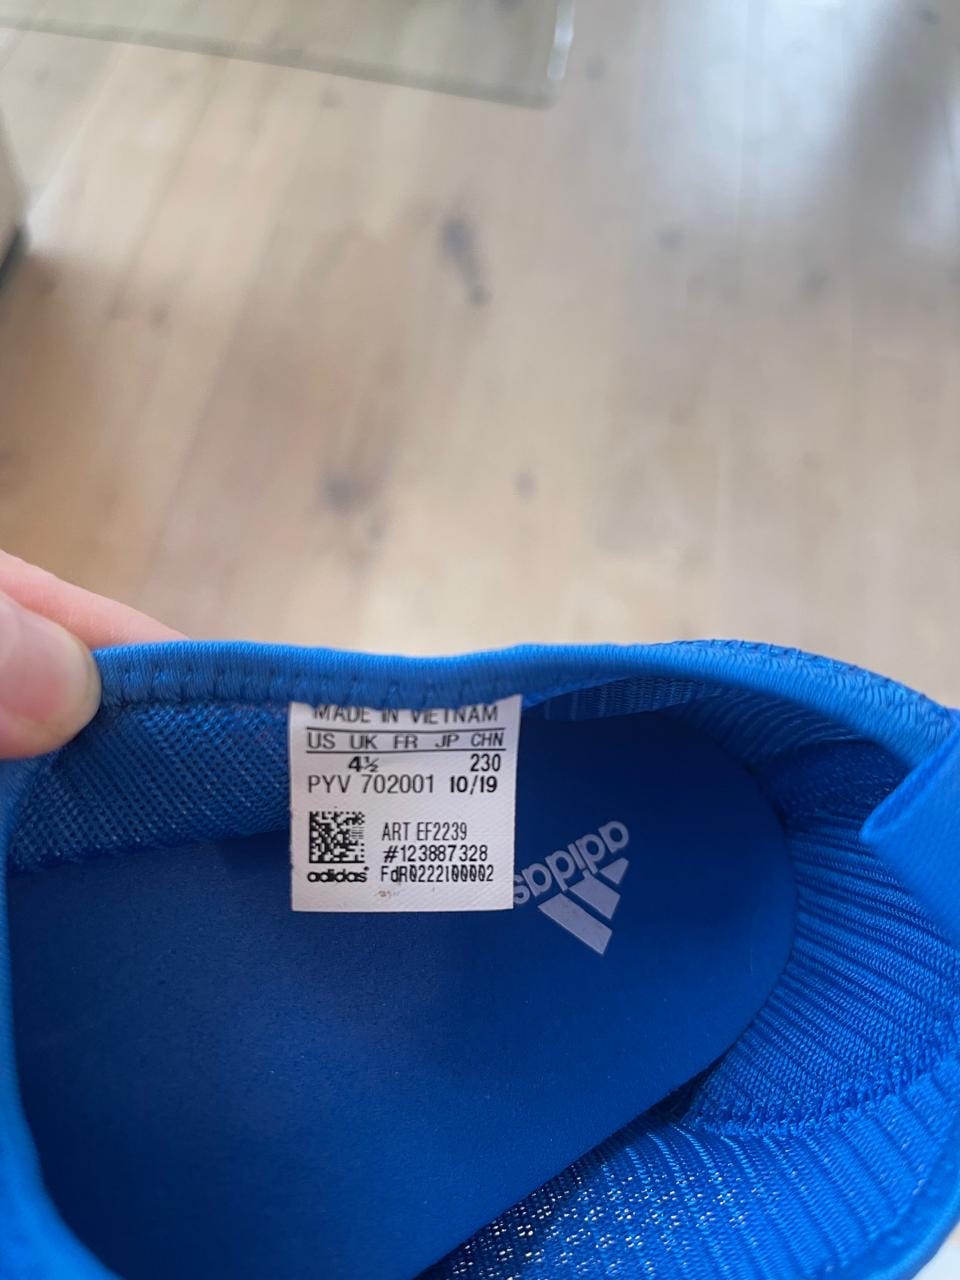 MADE IN VIETNAM
US UK FR JP CHN
4½ 230
PYV 702001 10/19
ART EF2239
#123887328
adidas FdR0222100002
adidas